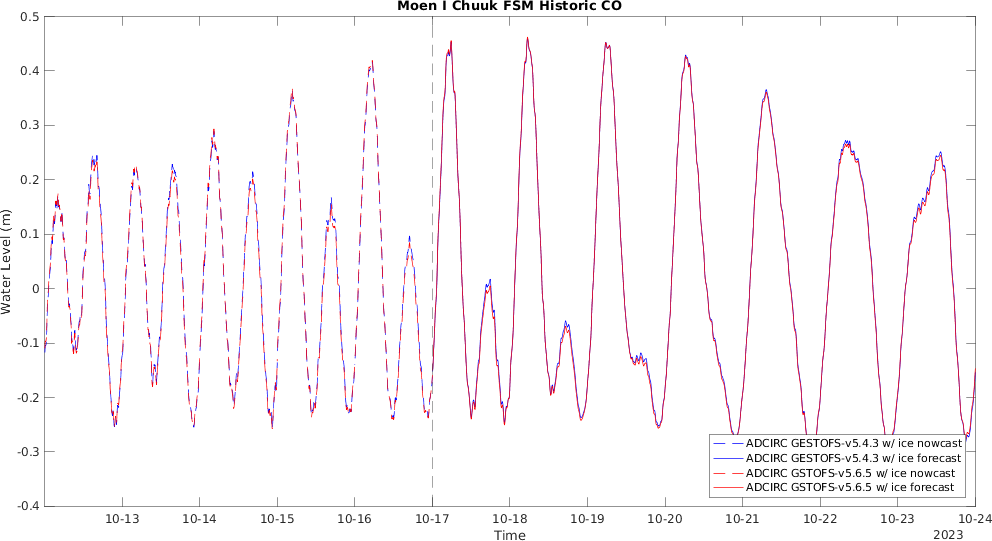 Moen I Chuuk FSM Historic CO
0.5
0.4
0.3
0.2
0.1
0
-0.1
-0.2
-0.3
-0.4
Water Level (m)
ADCIRC GESTOFS-v5.4.3 w/ ice nowcast
ADCIRC GESTOFS-v5.4.3 w/ ice forecast
ADCIRC GSTOFS-v5.6.5 w/ ice nowcast
ADCIRC GSTOFS-v5.6.5 w/ ice forecast
10-13 10-14 10-15 10-16 10-17 10-18 10-19 10-20 10-21 10-22 10-23 10-24
Time
2023